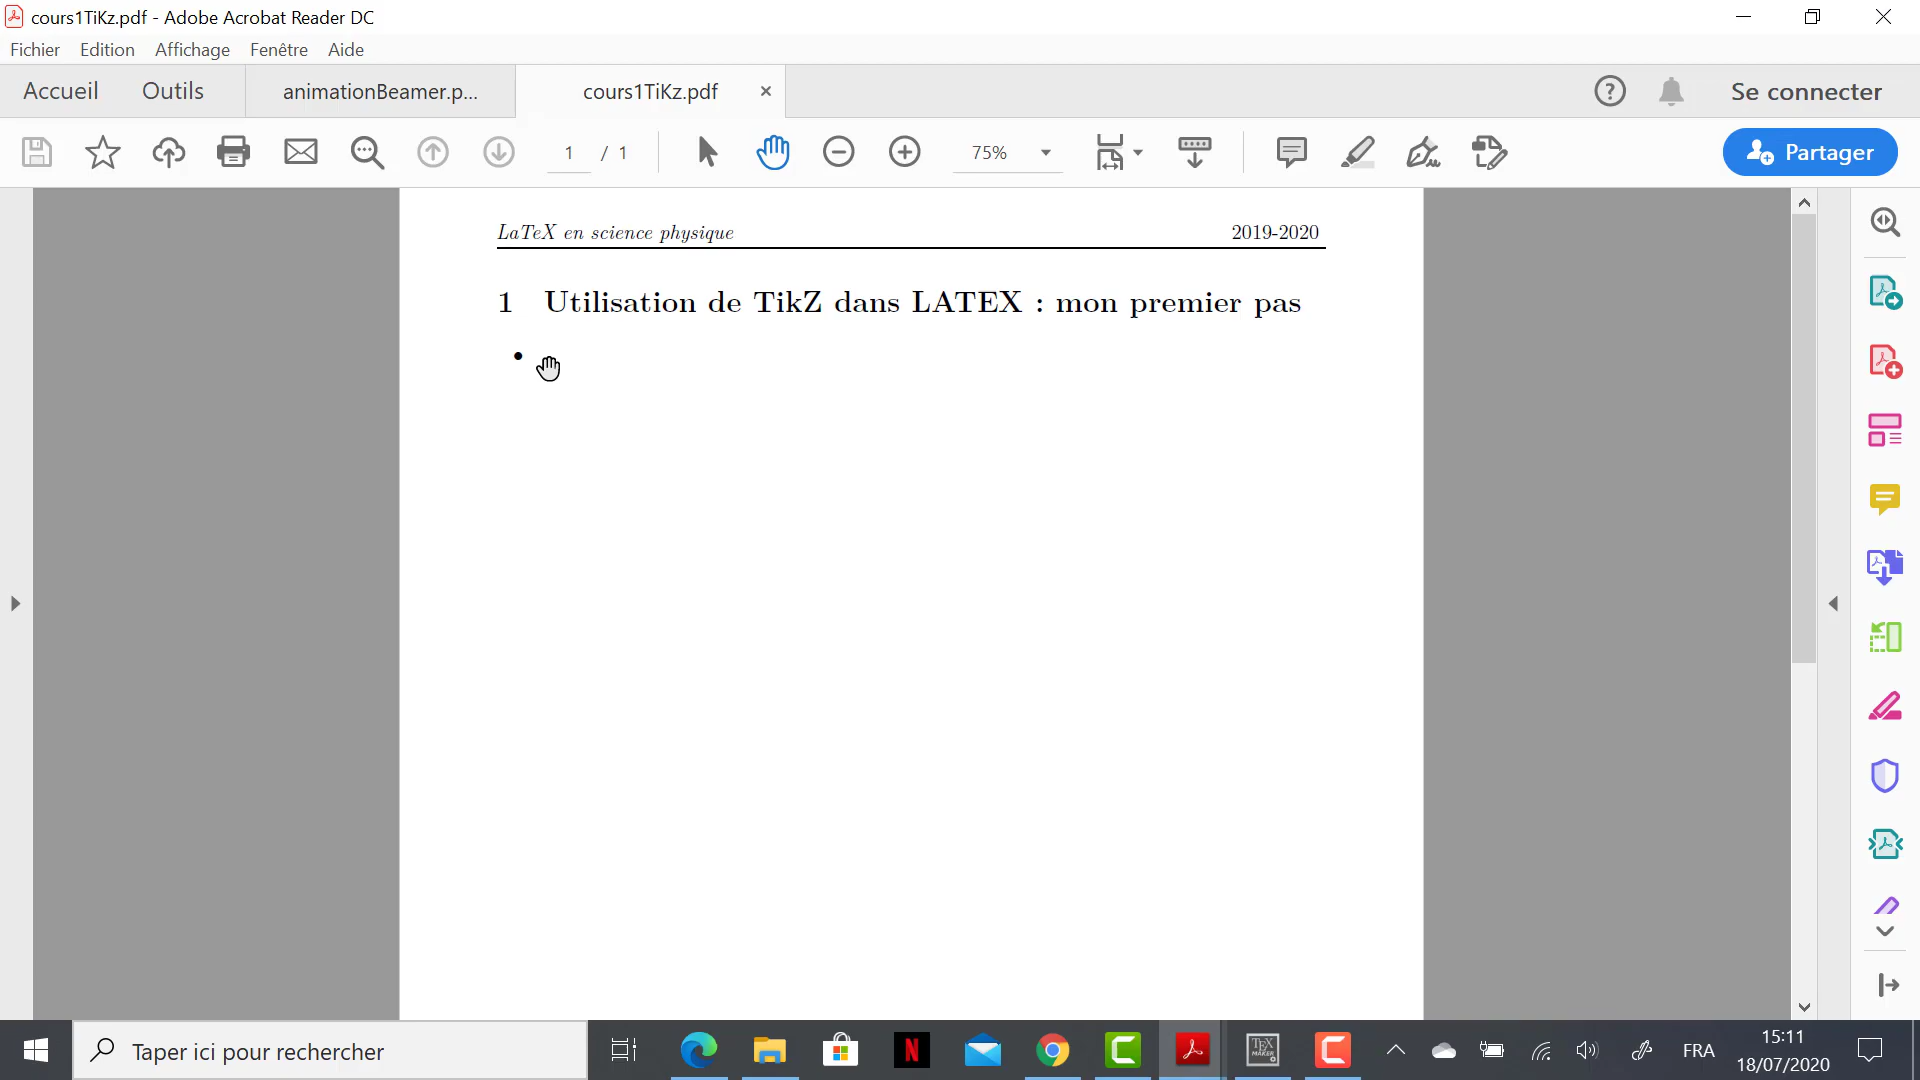 cours1TiKz.pdf - Adobe Acrobat Reader DC
Fichier Edition Affichage Fenêtre Aide
Accueil Outils animationBeamer.p... cours1TiKz.pdf × ? Se connecter
1 / 1 75% Partager
LaTeX en science physique 2019-2020
1 Utilisation de TikZ dans LATEX : mon premier pas
•
Taper ici pour rechercher
N
TEX MAKER
FRA
15:11
18/07/2020